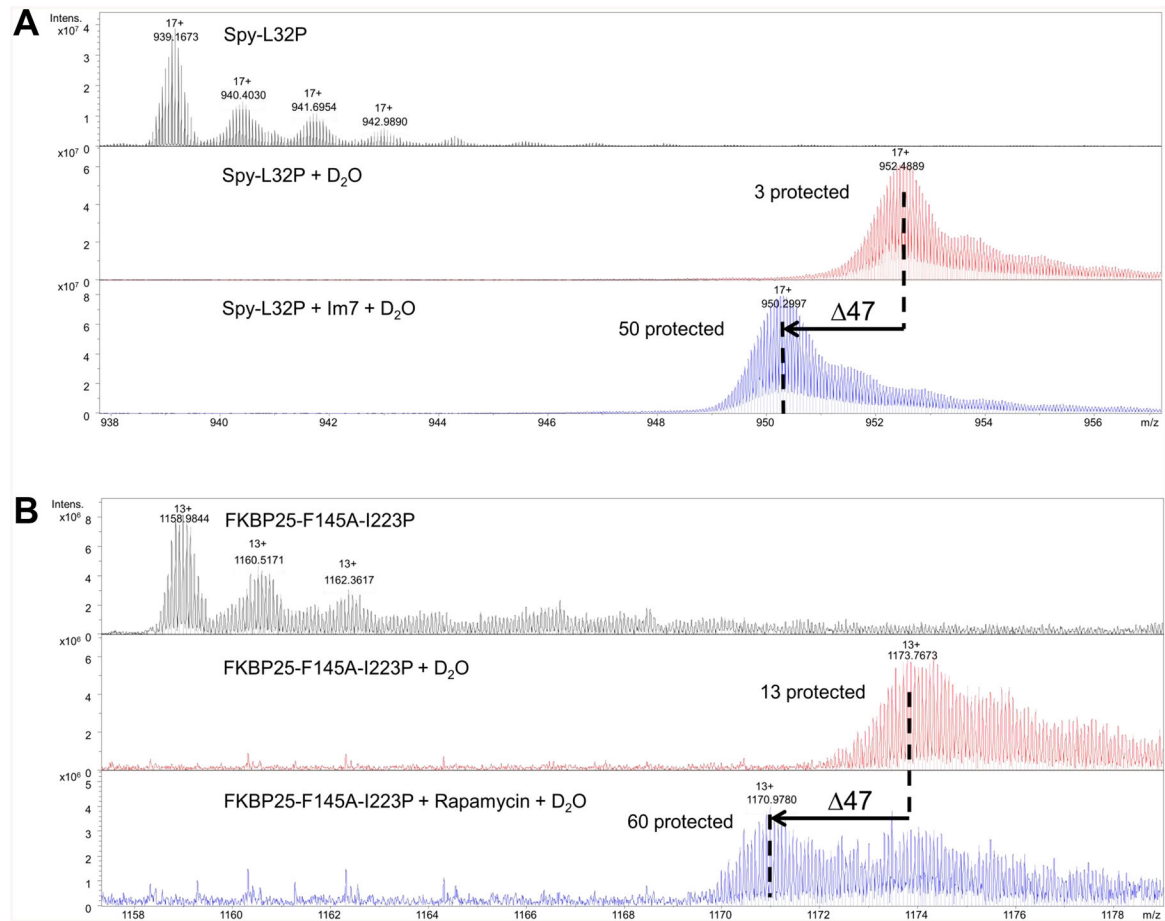 A
Intens.
x10⁷
4
3
2
1
0
17+
939.1673
17+
940.4030
17+
941.6954
17+
942.9890
Spy-L32P
x10⁷
6
4
2
0
Spy-L32P + D₂O
3 protected
17+
952.4889
x10⁷
8
6
4
2
0
Spy-L32P + Im7 + D₂O
50 protected
17+
950.2997
Δ47
938 940 942 944 946 948 950 952 954 956 m/z
B
Intens.
x10⁶
8
6
4
2
0
13+
1158.9844
13+
1160.5171
13+
1162.3617
FKBP25-F145A-I223P
x10⁶
6
4
2
0
FKBP25-F145A-I223P + D₂O
13 protected
13+
1173.7673
x10⁶
5
4
3
2
1
0
FKBP25-F145A-I223P + Rapamycin + D₂O
60 protected
13+
1170.9780
Δ47
1158 1160 1162 1164 1166 1168 1170 1172 1174 1176 1178 m/z